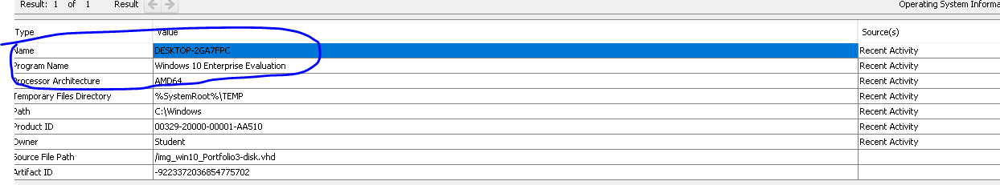 Result: 1 of 1 Result Operating System Informa
Type Value Source(s)
Name DESKTOP-2GA7FPC Recent Activity
Program Name Windows 10 Enterprise Evaluation Recent Activity
Processor Architecture AMD64 Recent Activity
Temporary Files Directory %SystemRoot%\TEMP Recent Activity
Path C:\Windows Recent Activity
Product ID 00329-20000-00001-AA510 Recent Activity
Owner Student Recent Activity
Source File Path /img_win10_Portfolio3-disk.vhd
Artifact ID -9223372036854775702